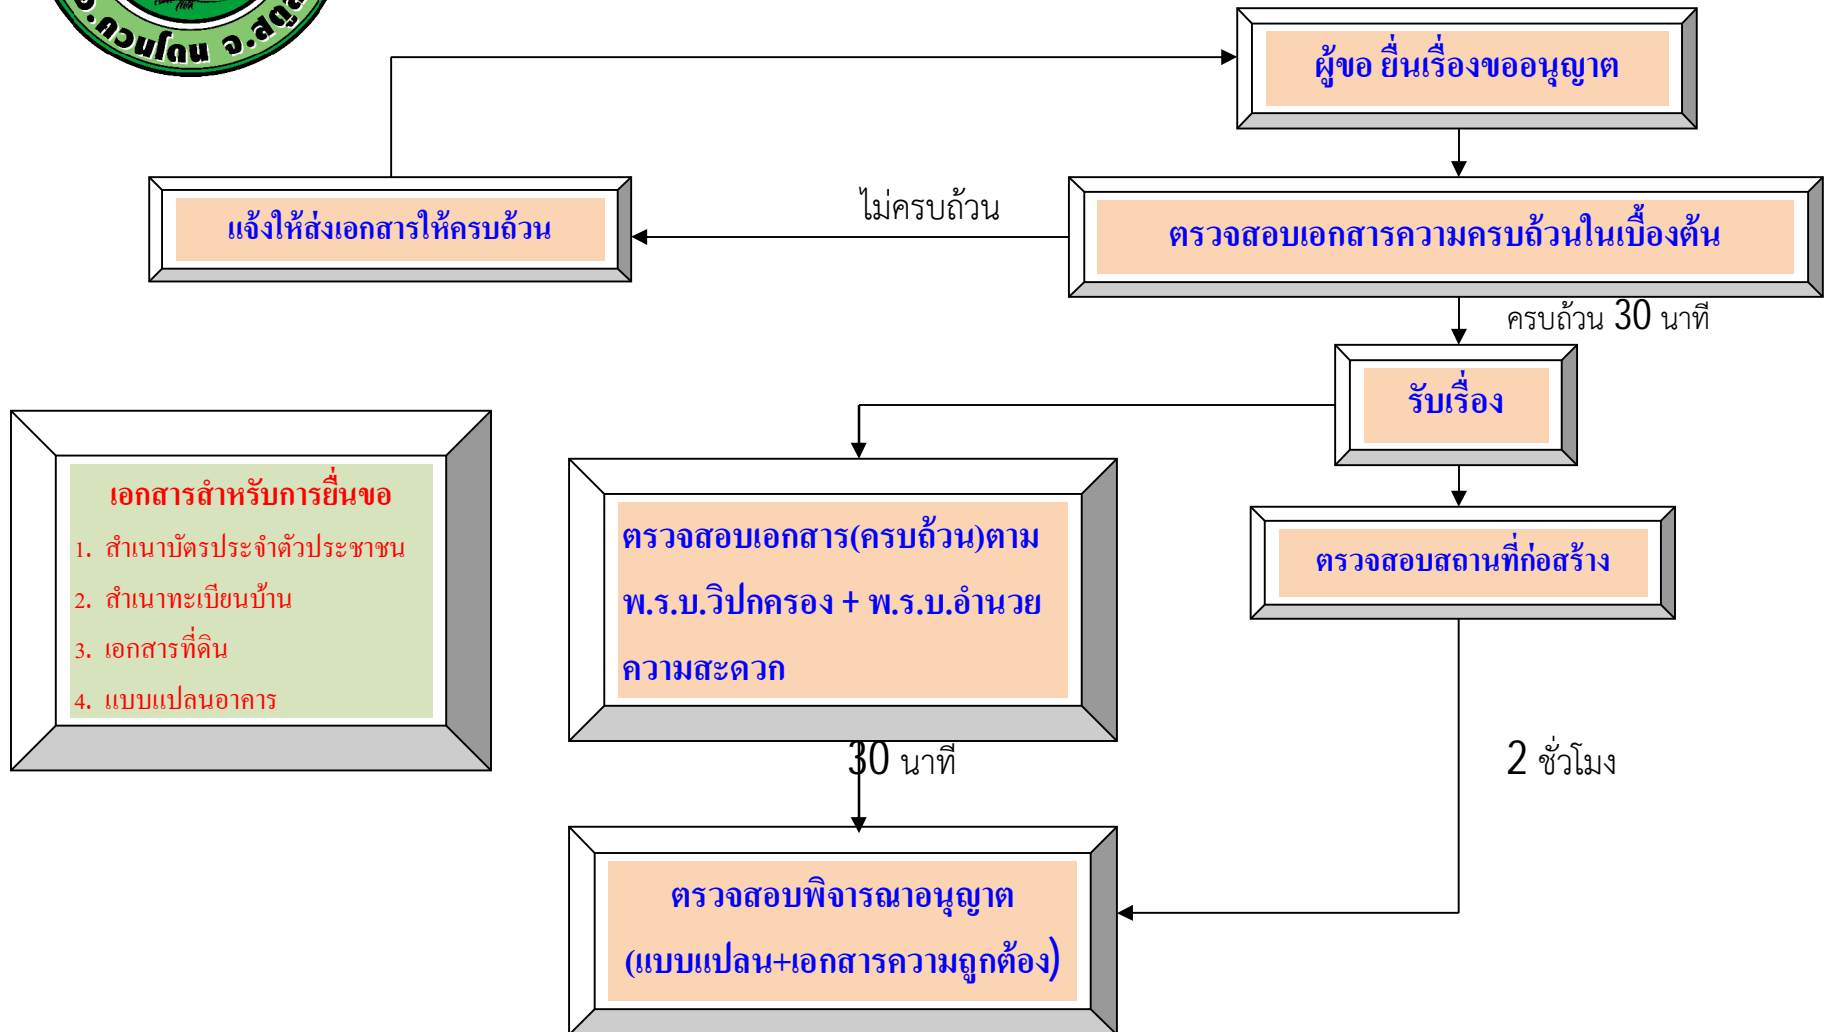 อ.ควนโดน จ.สตูล
ผู้ขอ ยื่นเรื่องขออนุญาต
แจ้งให้ส่งเอกสารให้ครบถ้วน
ไม่ครบถ้วน
ตรวจสอบเอกสารความครบถ้วนในเบื้องต้น
ครบถ้วน 30 นาที
รับเรื่อง
เอกสารสำหรับการยื่นขอ
1. สำเนาบัตรประจำตัวประชาชน
2. สำเนาทะเบียนบ้าน
3. เอกสารที่ดิน
4. แบบแปลนอาคาร
ตรวจสอบเอกสาร(ครบถ้วน)ตาม
พ.ร.บ.วิปกครอง + พ.ร.บ.อำนวย
ความสะดวก
ตรวจสอบสถานที่ก่อสร้าง
30 นาที
2 ชั่วโมง
ตรวจสอบพิจารณาอนุญาต
(แบบแปลน+เอกสารความถูกต้อง)